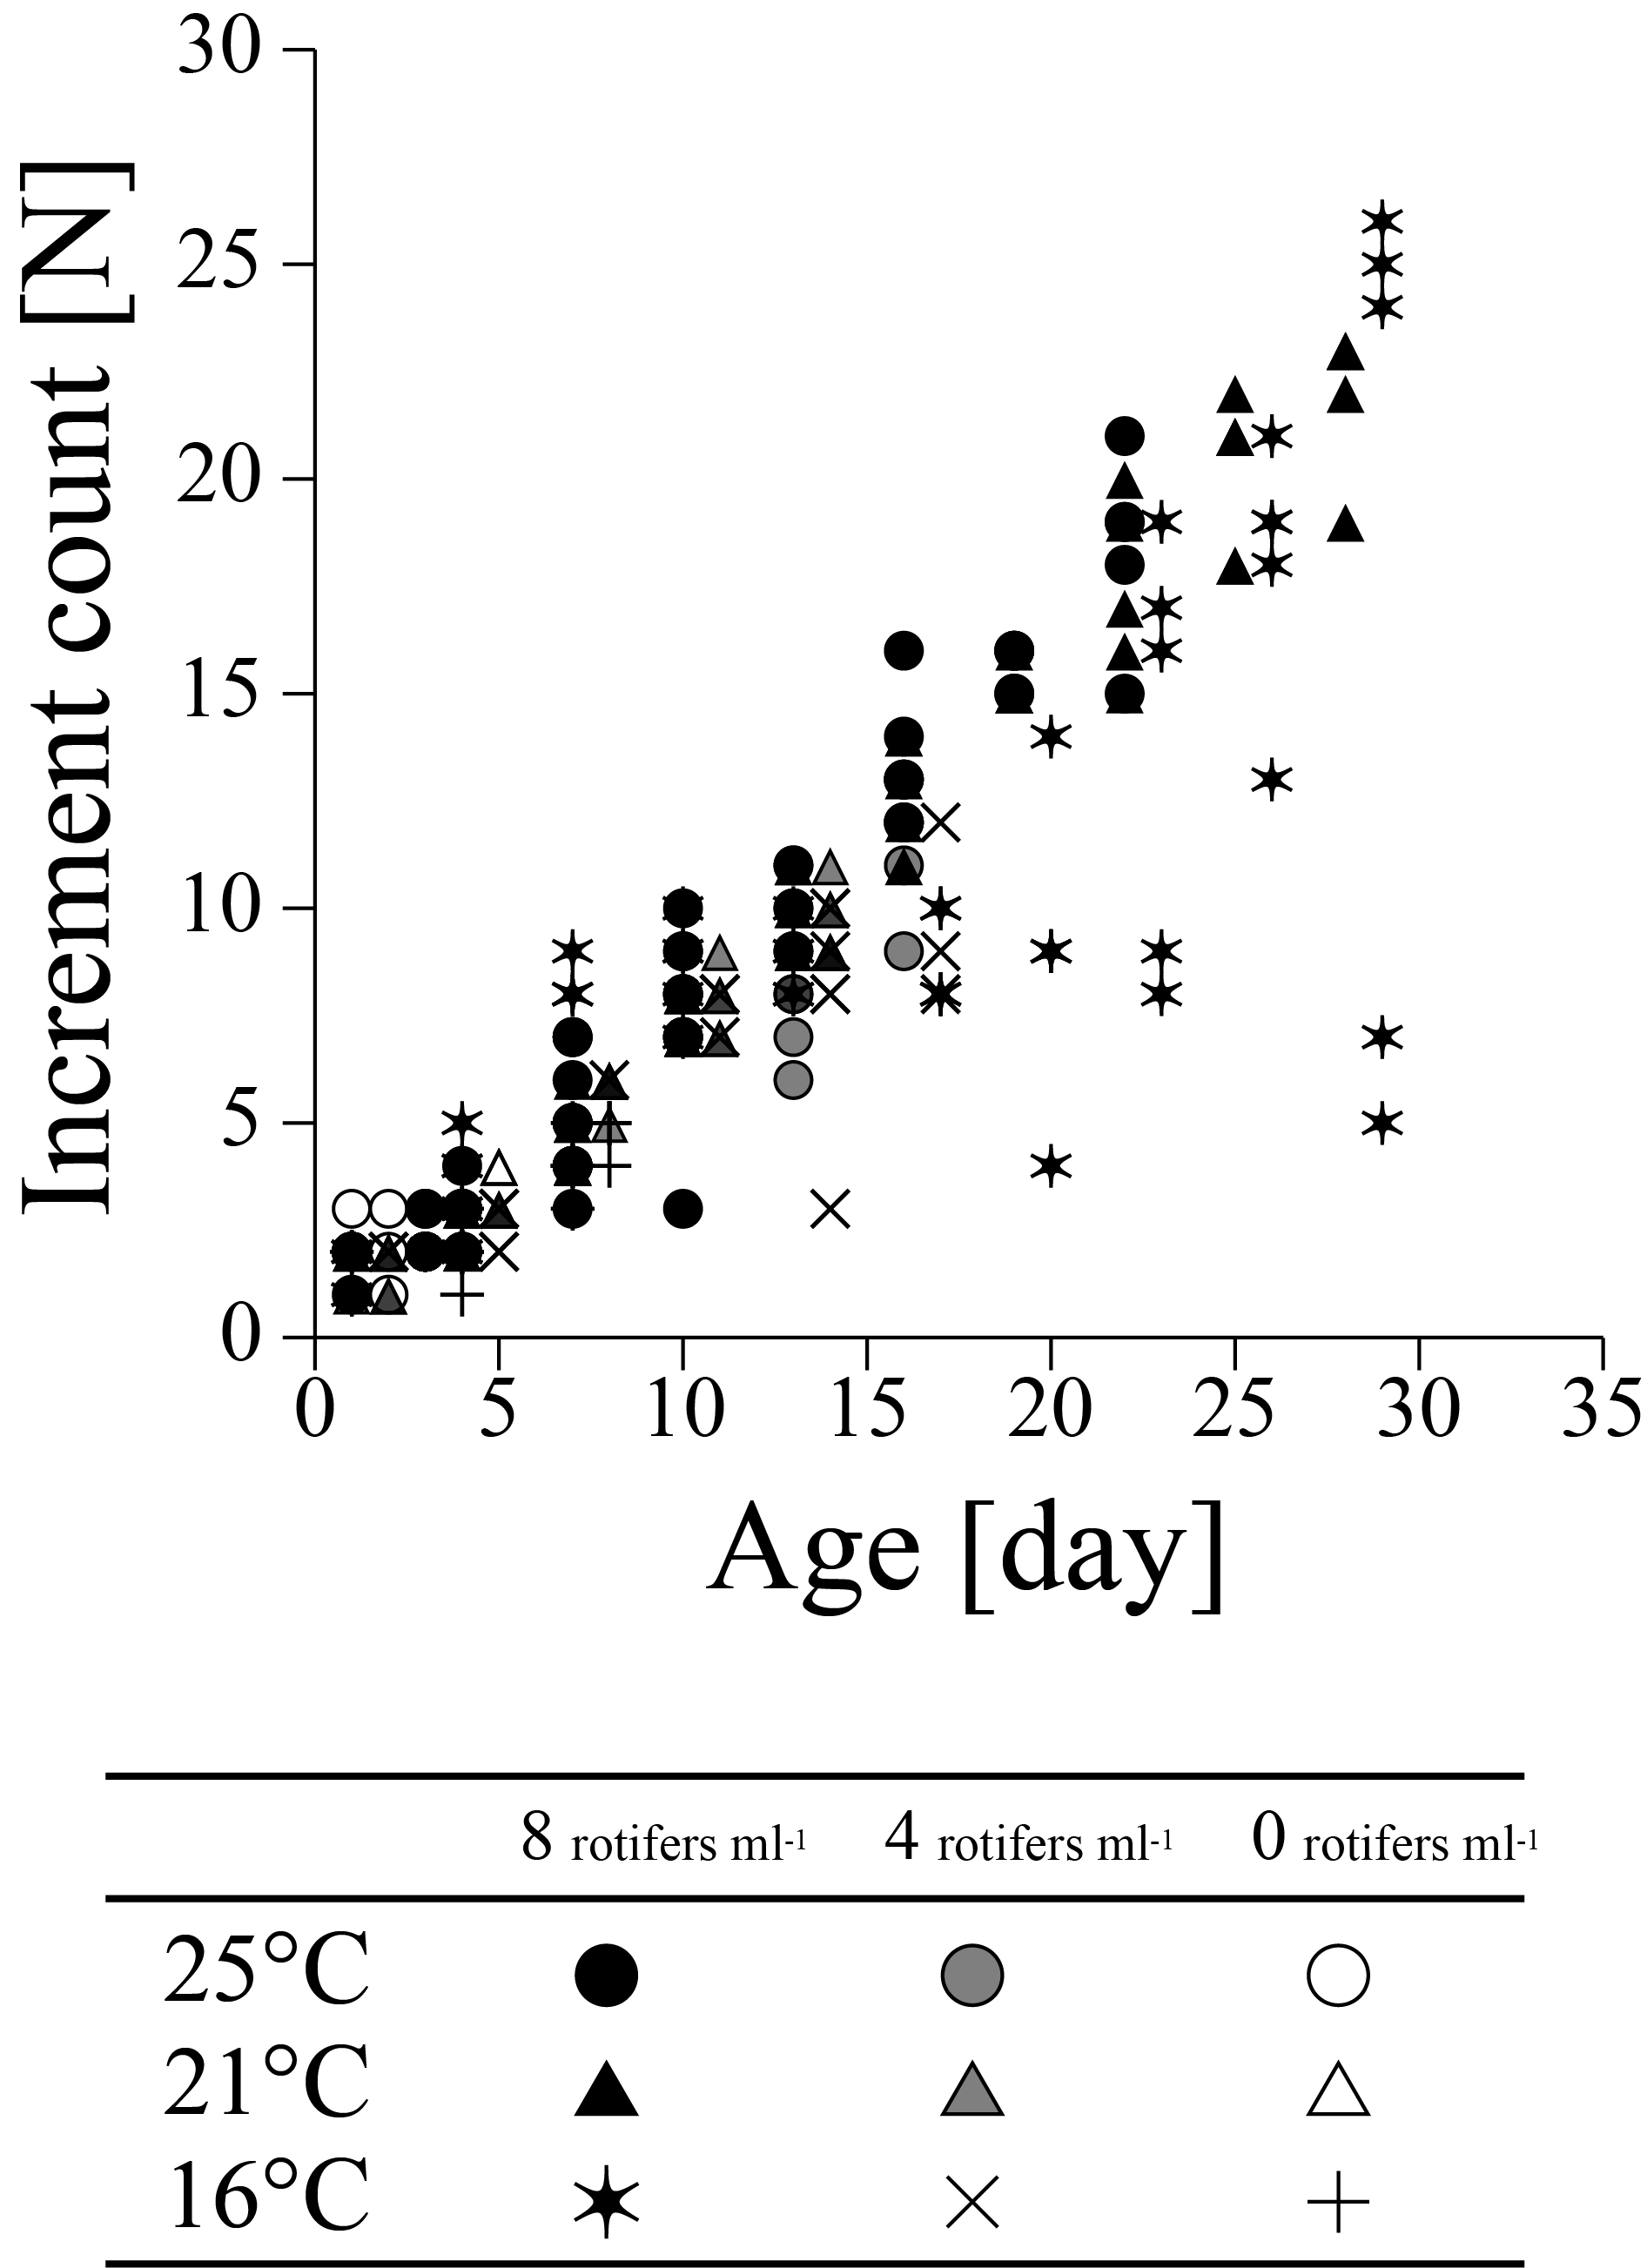 30
25
20
15
10
5
0
Increment count [N]
0 5 10 15 20 25 30 35
Age [day]
8 rotifers ml-1 4 rotifers ml-1 0 rotifers ml-1
25°C
21°C
16°C